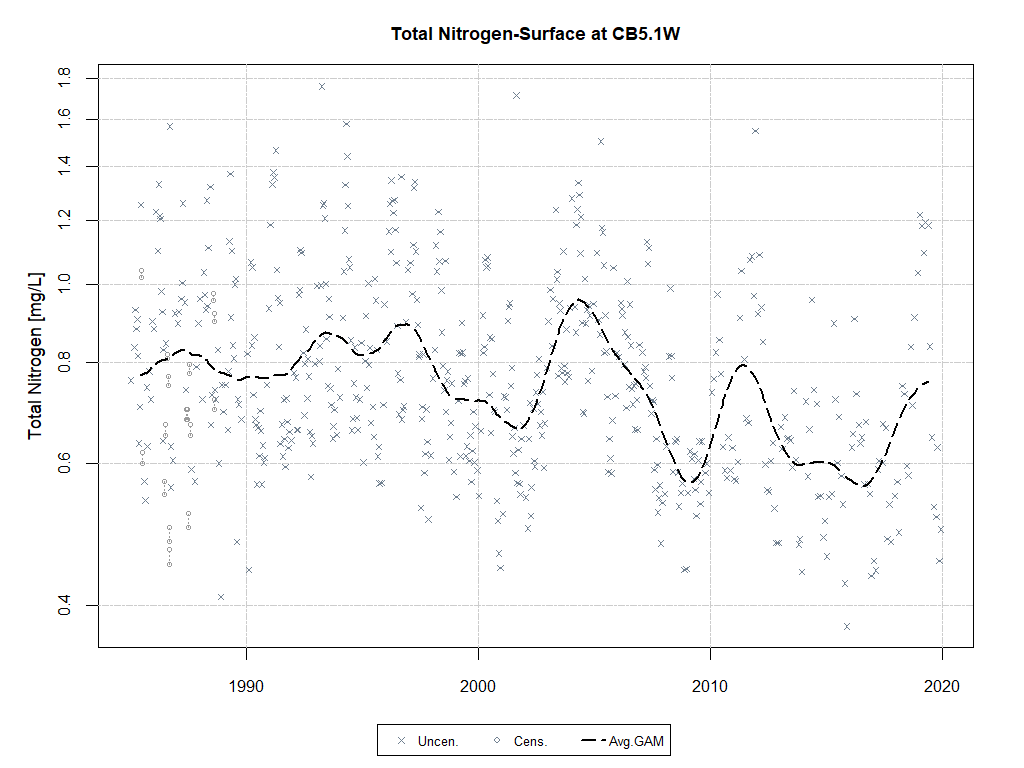 Total Nitrogen-Surface at CB5.1W
Total Nitrogen [mg/L]
1.8
1.6
1.4
1.2
1.0
0.8
0.6
0.4
1990 2000 2010 2020
Uncen. Cens. Avg.GAM